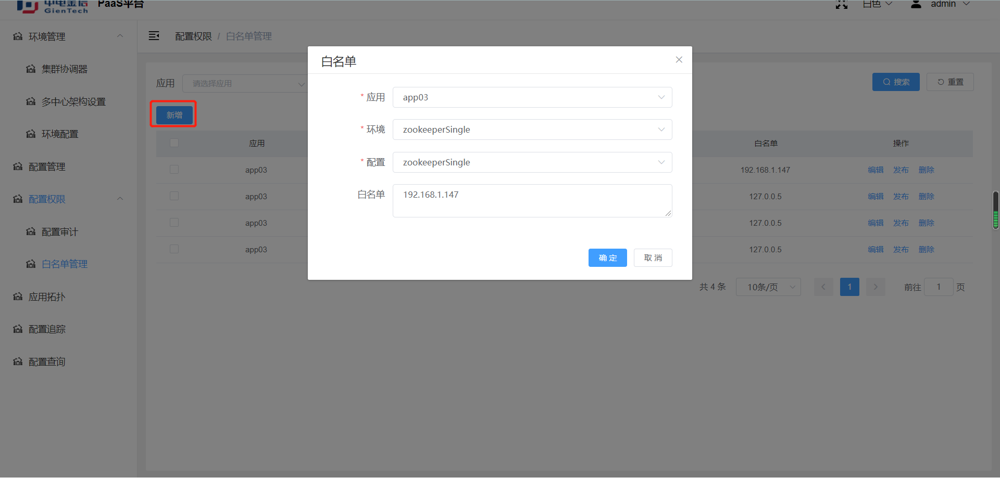 中电金信
GienTech
PaaS平台
白色
admin
环境管理
集群协调器
多中心架构设置
环境配置
配置管理
配置权限
配置审计
白名单管理
应用拓扑
配置追踪
配置查询
配置权限 / 白名单管理
应用 请选择应用
搜索 重置
新增
应用 白名单 操作
app03 192.168.1.147 编辑 发布 删除
app03 127.0.0.5 编辑 发布 删除
app03 127.0.0.5 编辑 发布 删除
app03 127.0.0.5 编辑 发布 删除
共 4 条 10条/页 1 前往 1 页
白名单
* 应用 app03
* 环境 zookeeperSingle
* 配置 zookeeperSingle
白名单 192.168.1.147
确 定 取 消